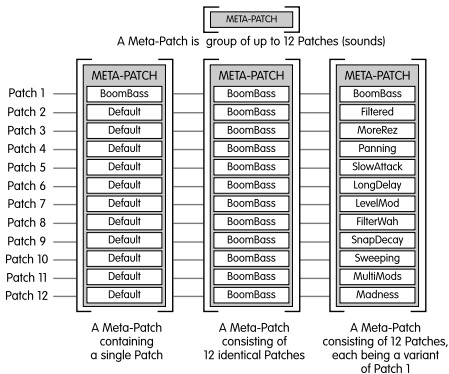 META-PATCH
A Meta-Patch is group of up to 12 Patches (sounds)
META-PATCH META-PATCH META-PATCH
Patch 1 BoomBass BoomBass BoomBass
Patch 2 Default BoomBass Filtered
Patch 3 Default BoomBass MoreRez
Patch 4 Default BoomBass Panning
Patch 5 Default BoomBass SlowAttack
Patch 6 Default BoomBass LongDelay
Patch 7 Default BoomBass LevelMod
Patch 8 Default BoomBass FilterWah
Patch 9 Default BoomBass SnapDecay
Patch 10 Default BoomBass Sweeping
Patch 11 Default BoomBass MultiMods
Patch 12 Default BoomBass Madness
A Meta-Patch
containing
a single Patch
A Meta-Patch
consisting of
12 identical Patches
A Meta-Patch
consisting of 12 Patches,
each being a variant
of Patch 1